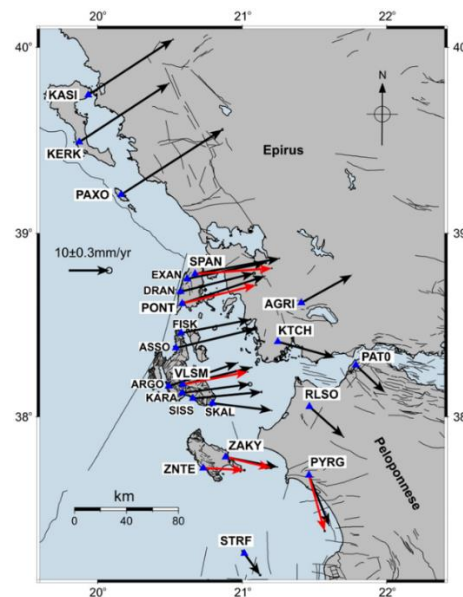 20° 21° 22°
40° 40°
KASI
N
KERK
Epirus
PAXO
39° 39°
10±0.3mm/yr
SPAN
EXAN
DRAN
PONT
AGRI
FISK
KTCH
ASSO
PAT0
VLSM
ARGO
RLSO
KARA
SISS
SKAL
38° 38°
Peloponnese
ZAKY
ZNTE
PYRG
km
0 40 80
STRF
20° 21° 22°